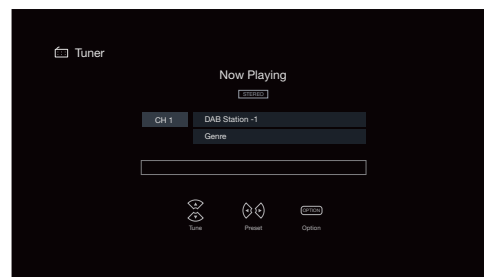 Tuner
Now Playing
STEREO
CH 1 DAB Station -1
Genre
OPTION
Tune Preset Option